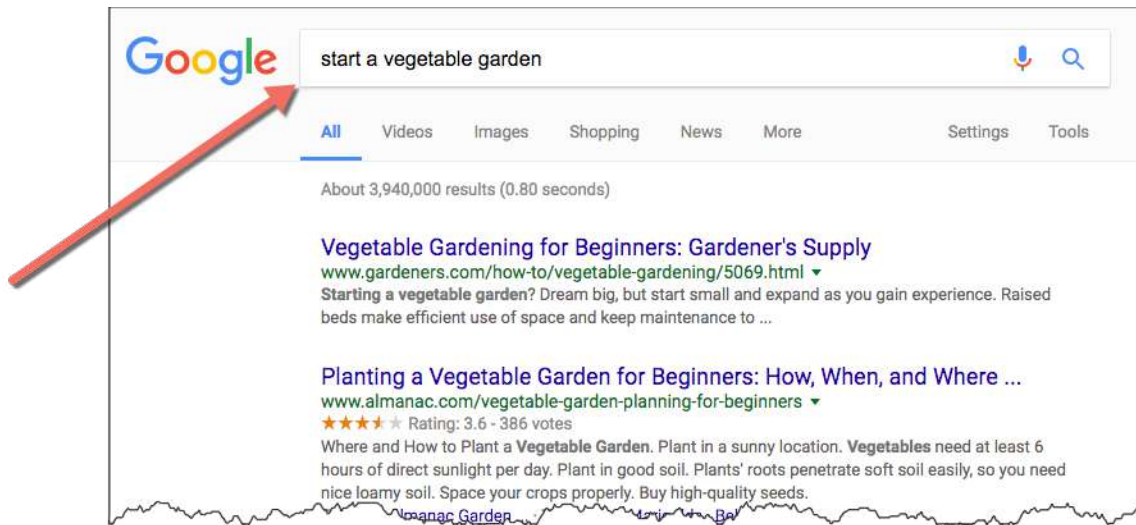 Google
start a vegetable garden
All Videos Images Shopping News More Settings Tools
About 3,940,000 results (0.80 seconds)
Vegetable Gardening for Beginners: Gardener's Supply
www.gardeners.com/how-to/vegetable-gardening/5069.html
Starting a vegetable garden? Dream big, but start small and expand as you gain experience. Raised
beds make efficient use of space and keep maintenance to ...
Planting a Vegetable Garden for Beginners: How, When, and Where ...
www.almanac.com/vegetable-garden-planning-for-beginners
Rating: 3.6 - 386 votes
Where and How to Plant a Vegetable Garden. Plant in a sunny location. Vegetables need at least 6
hours of direct sunlight per day. Plant in good soil. Plants' roots penetrate soft soil easily, so you need
nice loamy soil. Space your crops properly. Buy high-quality seeds.
Garden